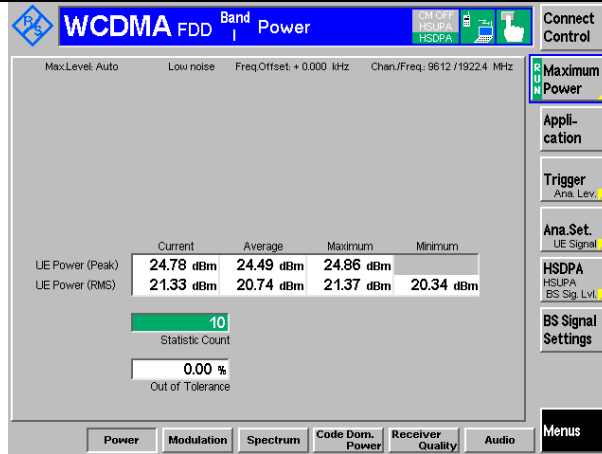 R&S WCDMA FDD Band I Power
CM OFF
HSUPA
HSDPA
Connect
Control
Max.Level: Auto Low noise Freq.Offset: + 0.000 kHz Chan./Freq.: 9612 /1922.4 MHz
RUN
Maximum
Power
Appli-
cation
Trigger
Ana. Lev.
Ana.Set.
UE Signal
HSDPA
HSUPA
BS Sig. Lvl.
BS Signal
Settings
Current Average Maximum Minimum
UE Power (Peak) 24.78 dBm 24.49 dBm 24.86 dBm
UE Power (RMS) 21.33 dBm 20.74 dBm 21.37 dBm 20.34 dBm
10
Statistic Count
0.00 %
Out of Tolerance
Power Modulation Spectrum Code Dom. Power Receiver Quality Audio
Menus